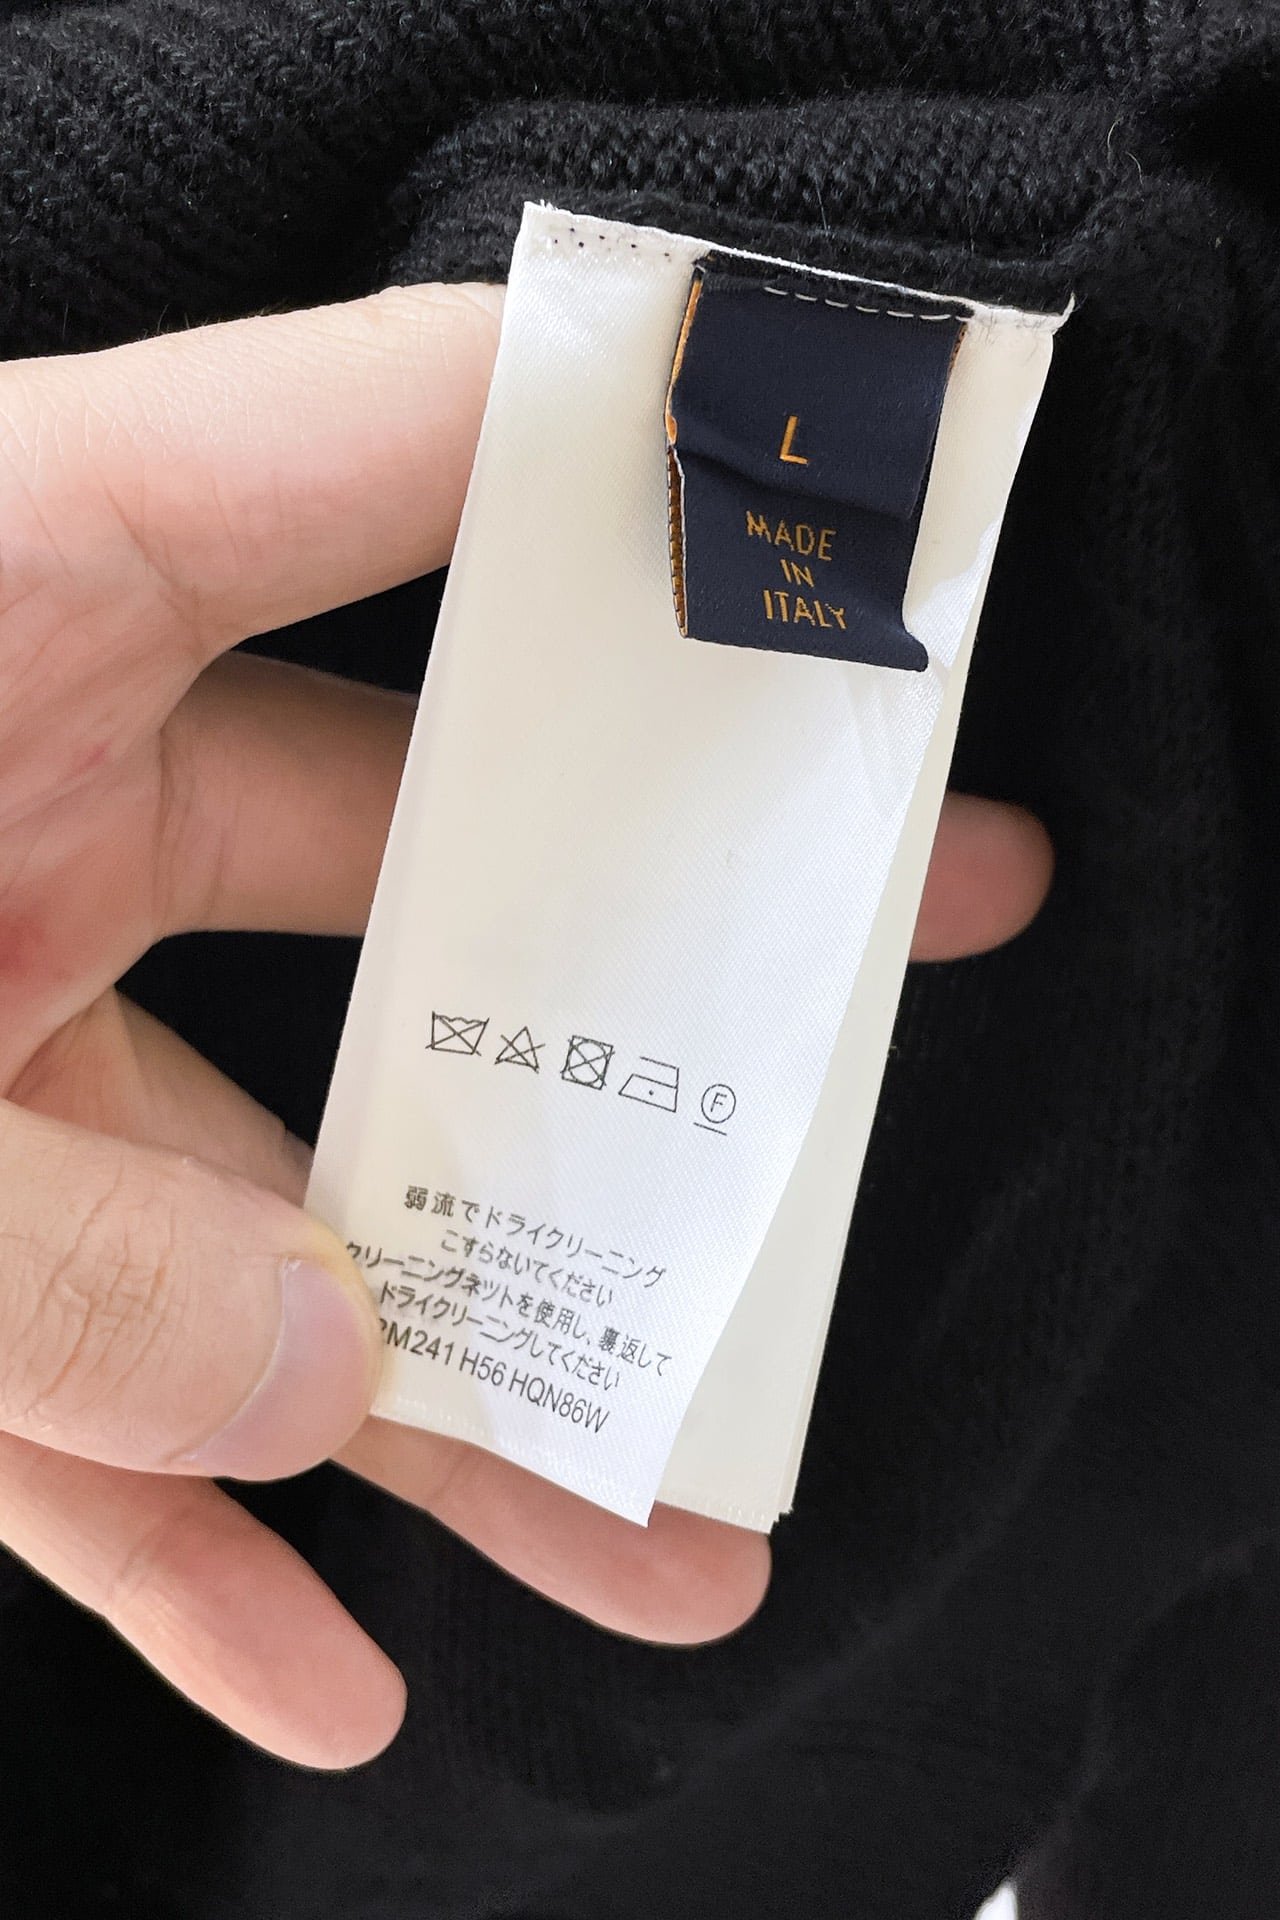 L
MADE
IN
ITALY
F
弱流でドライクリーニング
こすらないでください
クリーニングネットを使用し、裏返して
ドライクリーニングしてください
H56 HQN86W